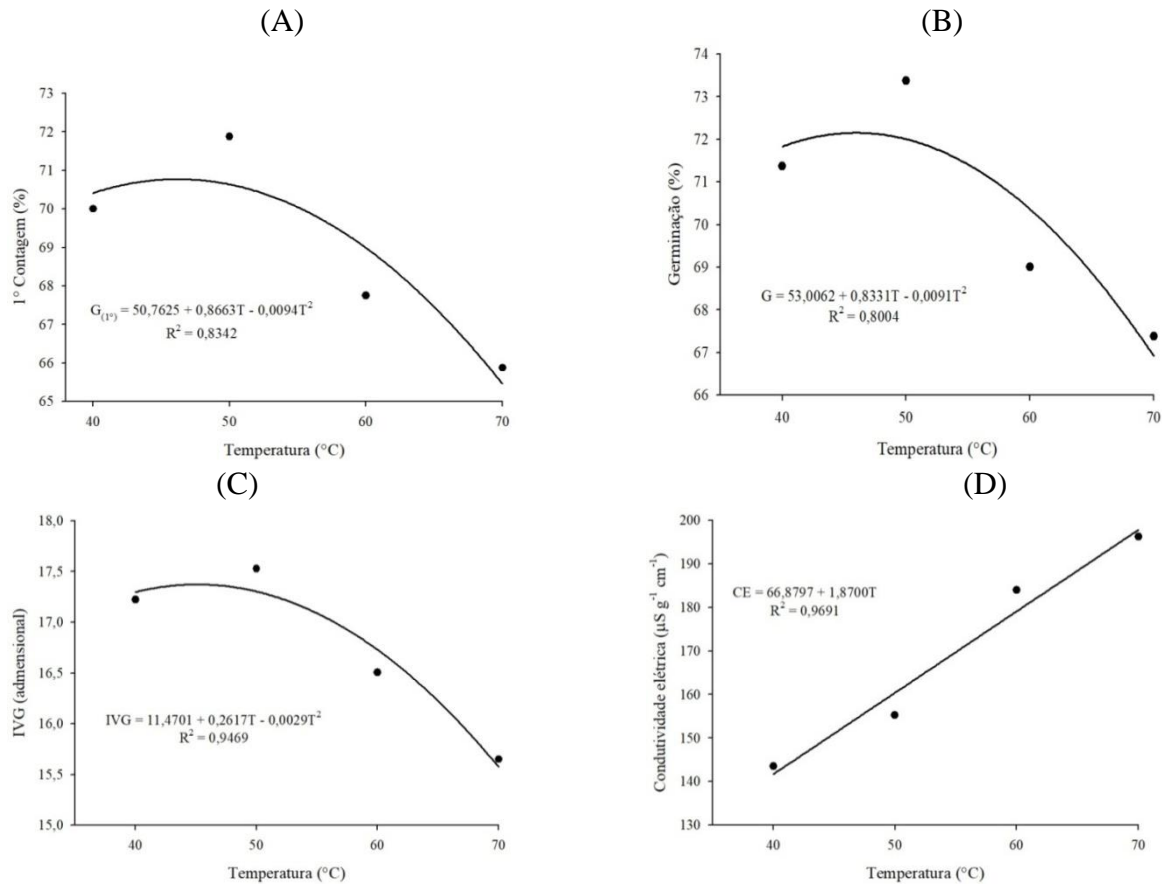 (A)
73
72
71
70
69
68
67
66
65
1° Contagem (%)
G(1°) = 50,7625 + 0,8663T - 0,0094T²
R² = 0,8342
40 50 60 70
Temperatura (°C)
(B)
74
73
72
71
70
69
68
67
66
Germinação (%)
G = 53,0062 + 0,8331T - 0,0091T²
R² = 0,8004
40 50 60 70
Temperatura (°C)
(C)
18,0
17,5
17,0
16,5
16,0
15,5
15,0
IVG (admensional)
IVG = 11,4701 + 0,2617T - 0,0029T²
R² = 0,9469
40 50 60 70
Temperatura (°C)
(D)
200
190
180
170
160
150
140
130
Condutividade elétrica (µS g⁻¹ cm⁻¹)
CE = 66,8797 + 1,8700T
R² = 0,9691
40 50 60 70
Temperatura (°C)